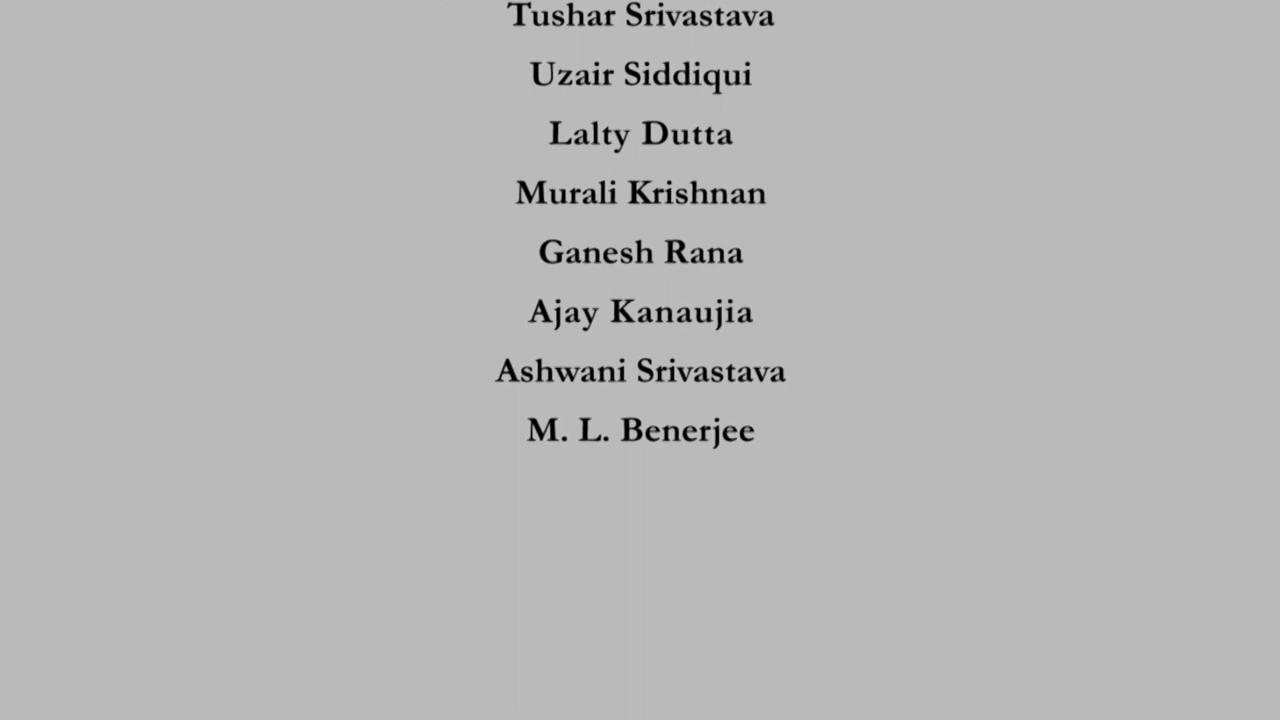 Tushar Srivastava
Uzair Siddiqui
Lalty Dutta
Murali Krishnan
Ganesh Rana
Ajay Kanaujia
Ashwani Srivastava
M. L. Benerjee